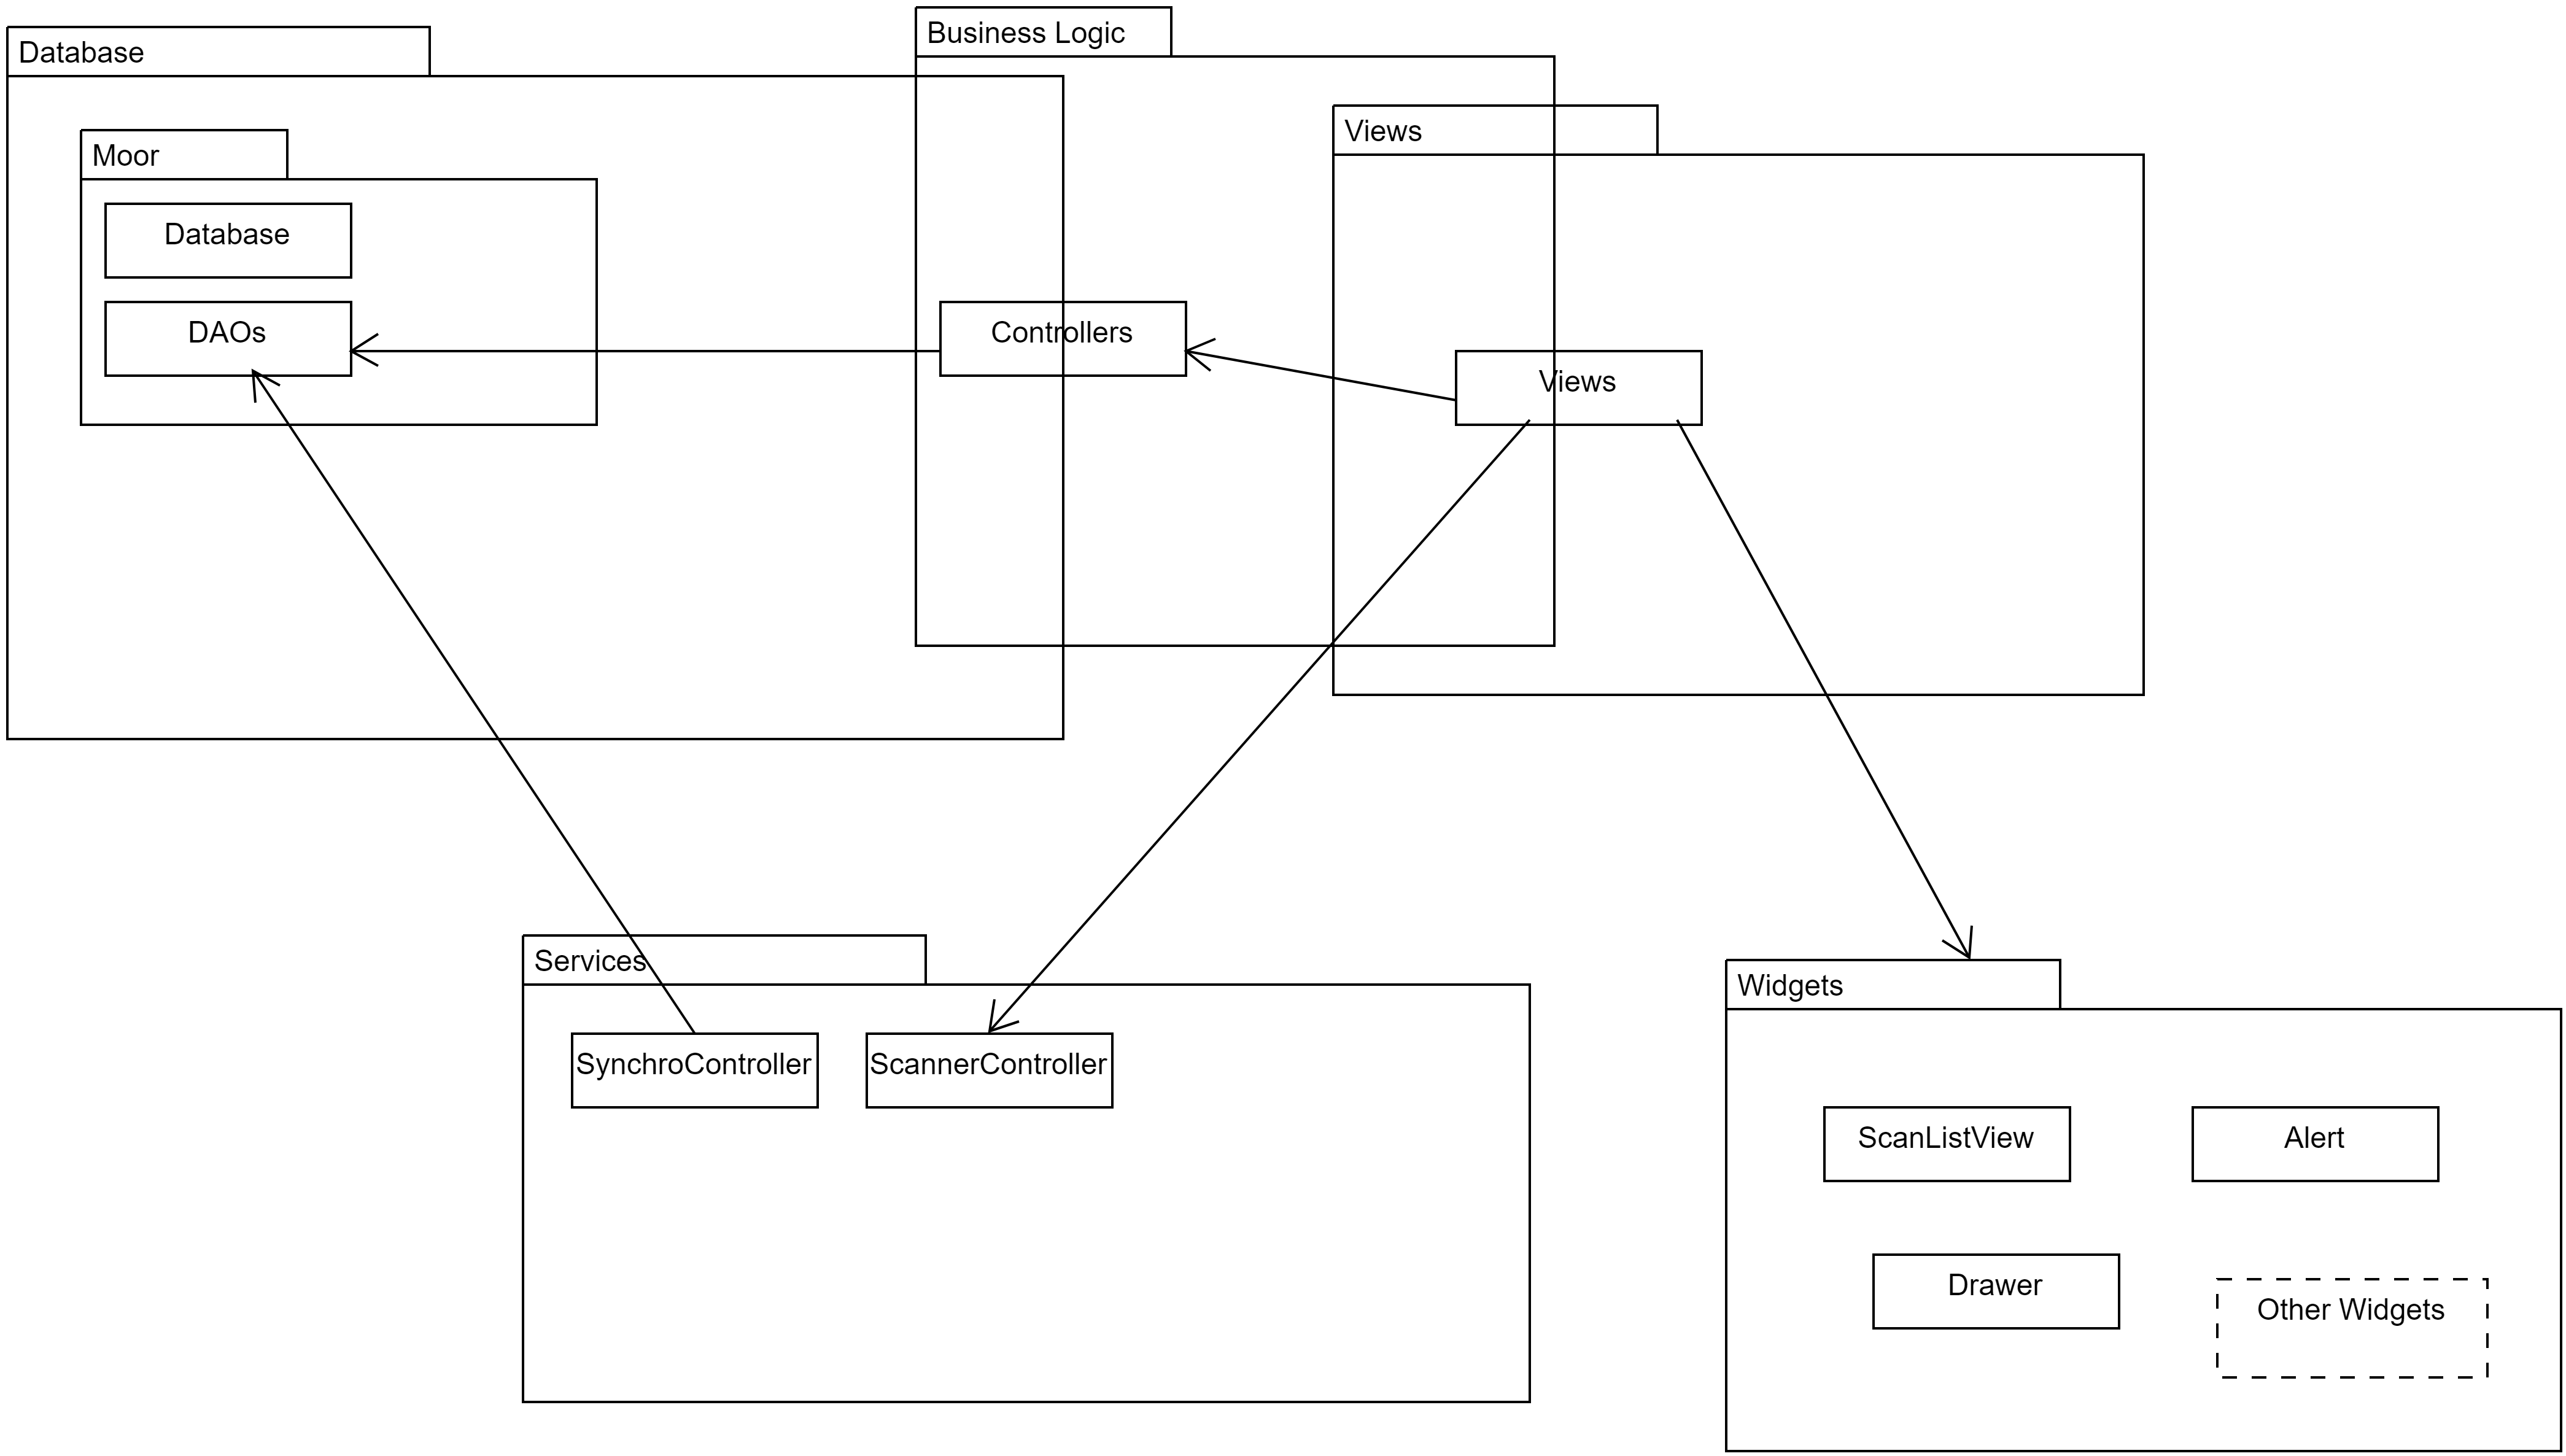 Database
Business Logic
Views
Moor
Database
DAOs
Controllers
Views
Services
SynchroController
ScannerController
Widgets
ScanListView
Alert
Drawer
Other Widgets